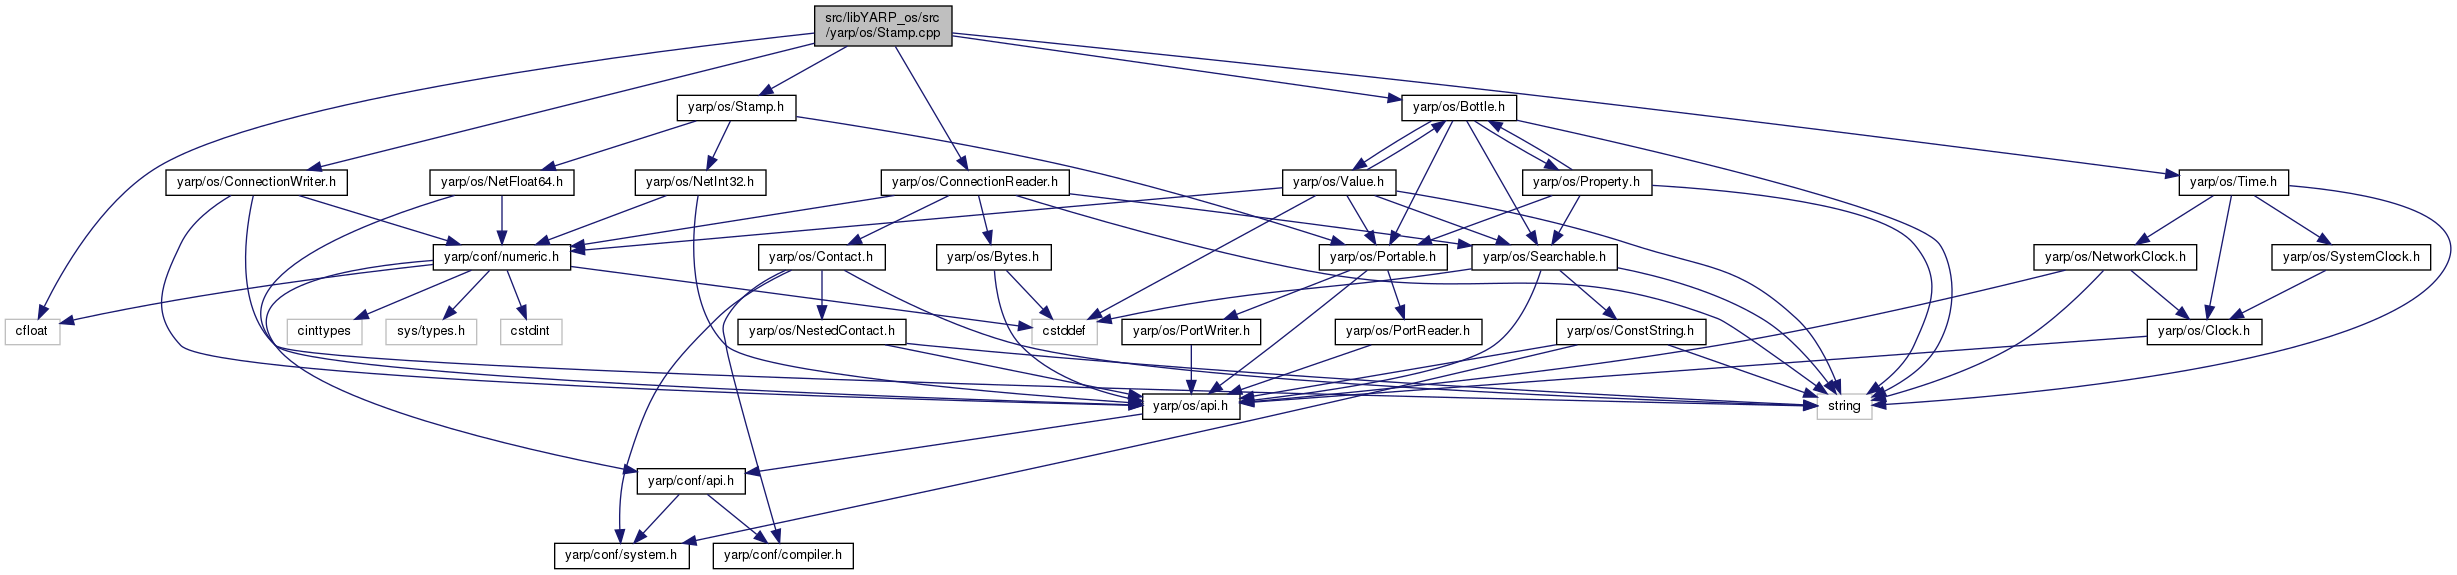 src/libYARP_os/src
/yarp/os/Stamp.cpp
yarp/os/Stamp.h
yarp/os/Bottle.h
yarp/os/ConnectionWriter.h
yarp/os/NetFloat64.h
yarp/os/NetInt32.h
yarp/os/ConnectionReader.h
yarp/os/Value.h
yarp/os/Property.h
yarp/os/Time.h
yarp/conf/numeric.h
yarp/os/Contact.h
yarp/os/Bytes.h
yarp/os/Portable.h
yarp/os/Searchable.h
yarp/os/NetworkClock.h
yarp/os/SystemClock.h
cfloat
cinttypes
sys/types.h
cstdint
yarp/os/NestedContact.h
cstddef
yarp/os/PortWriter.h
yarp/os/PortReader.h
yarp/os/ConstString.h
yarp/os/Clock.h
yarp/os/api.h
string
yarp/conf/api.h
yarp/conf/system.h
yarp/conf/compiler.h